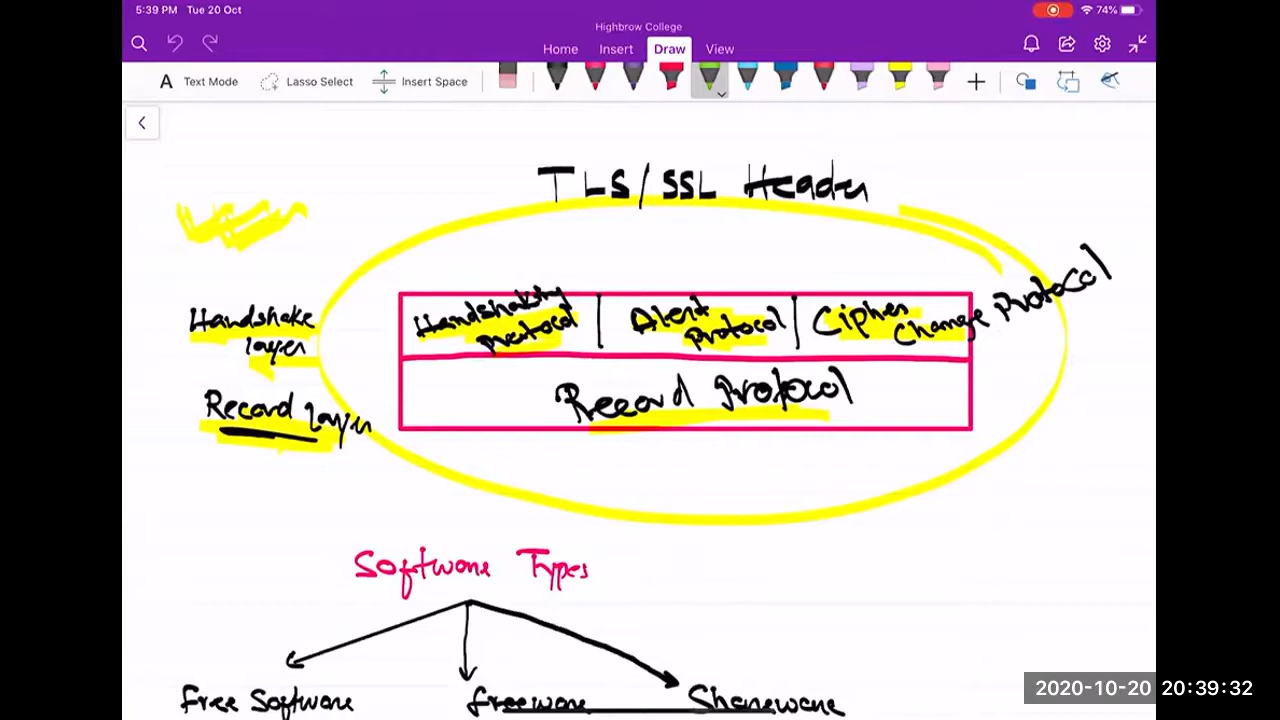 5:39 PM Tue 20 Oct
74%
Highbrow College
Home Insert Draw View
A Text Mode Lasso Select Insert Space
TLS/SSL Header
Handshake
layer
Handshaking
protocol
Alert
protocol
Cipher
Change Protocol
Record layer
Record Protocol
Software Types
Free Software freeware Shareware
2020-10-20 20:39:32